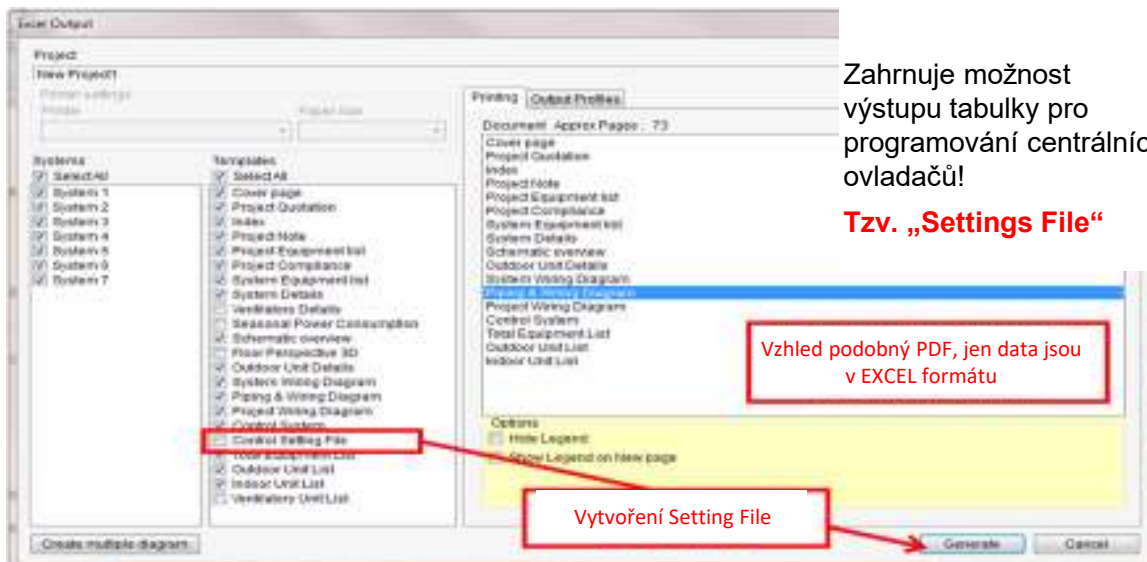 Excel Output
Project
New Project1
Printer settings
Printer
Paper size
Systems
Select All
System 1
System 2
System 3
System 4
System 5
System 6
System 7
Templates
Select All
Cover page
Project Quotation
Index
Project Note
Project Equipment list
Project Compliance
System Equipment list
System Details
Ventilators Details
Seasonal Power Consumption
Schematic overview
Floor Perspective 3D
Outdoor Unit Details
System Wiring Diagram
Piping & Wiring Diagram
Project Wiring Diagram
Control System
Control Setting File
Total Equipment List
Outdoor Unit List
Indoor Unit List
Ventilatory Unit List
Printing
Output Profiles
Document Approx Pages : 73
Cover page
Project Quotation
Index
Project Note
Project Equipment list
Project Compliance
System Equipment list
System Details
Schematic overview
Outdoor Unit Details
System Wiring Diagram
Piping & Wiring Diagram
Project Wiring Diagram
Control System
Total Equipment List
Outdoor Unit List
Indoor Unit List
Options
Hide Legend
Show Legend on New page
Create multiple diagram
Generate
Cancel
Zahrnuje možnost
výstupu tabulky pro
programování centrálníc
ovladačů!
Tzv. „Settings File“
Vzhled podobný PDF, jen data jsou
v EXCEL formátu
Vytvoření Setting File